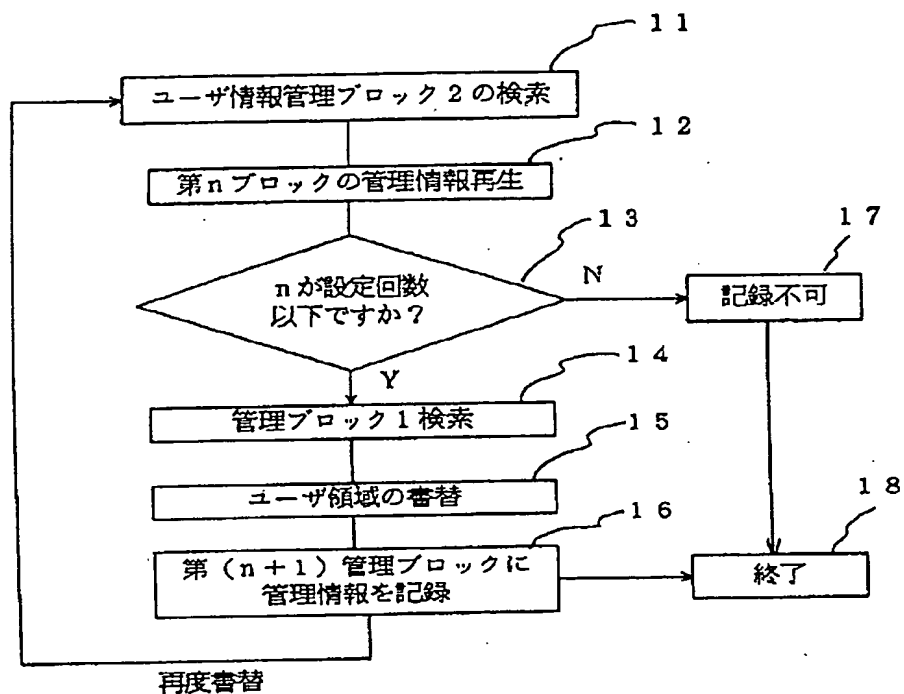 11
ユーザ情報管理ブロック2の検索
12
第nブロックの管理情報再生
13
nが設定回数
以下ですか?
N
17
記録不可
Y
14
管理ブロック1検索
15
ユーザ領域の書替
16
第(n+1)管理ブロックに
管理情報を記録
18
終了
再度書替